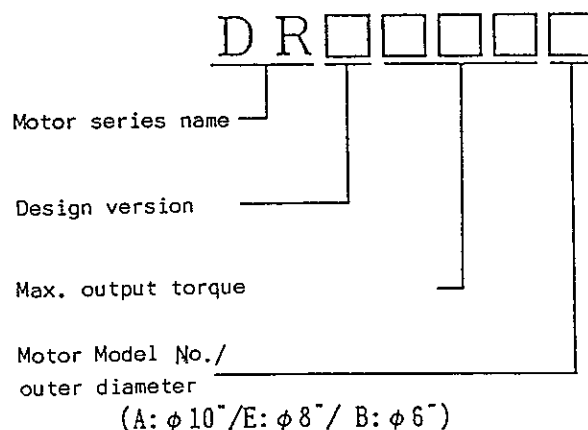 DR□□□□□
Motor series name
Design version
Max. output torque
Motor Model No./
outer diameter
(A: φ10"/E: φ8"/ B: φ6")